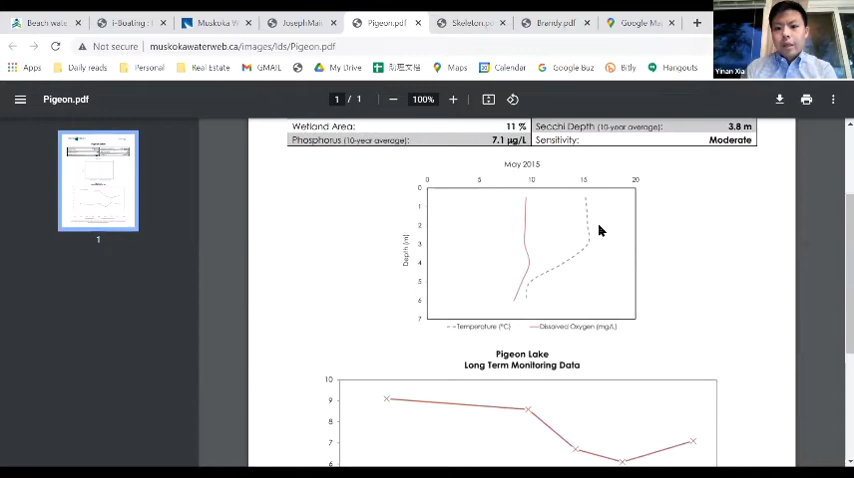 Beach wate
i-Boating : F
Muskoka W
JosephMai
Pigeon.pdf
Skeleton.p
Brandy.pdf
Google Ma
Not secure | muskokawaterweb.ca/images/lds/Pigeon.pdf
Apps Daily reads Personal Real Estate GMAIL My Drive 助理文档 Maps Calendar Google Buz Bitly Hangouts
Yinan Xia
Pigeon.pdf 1 / 1 100%
1
Wetland Area: 11 % Secchi Depth (10-year average): 3.8 m
Phosphorus (10-year average): 7.1 µg/L Sensitivity: Moderate
May 2015
0 5 10 15 20
0
1
2
3
4
5
6
7
Depth (m)
Temperature (°C) Dissolved Oxygen (mg/L)
Pigeon Lake
Long Term Monitoring Data
10
9
8
7
6